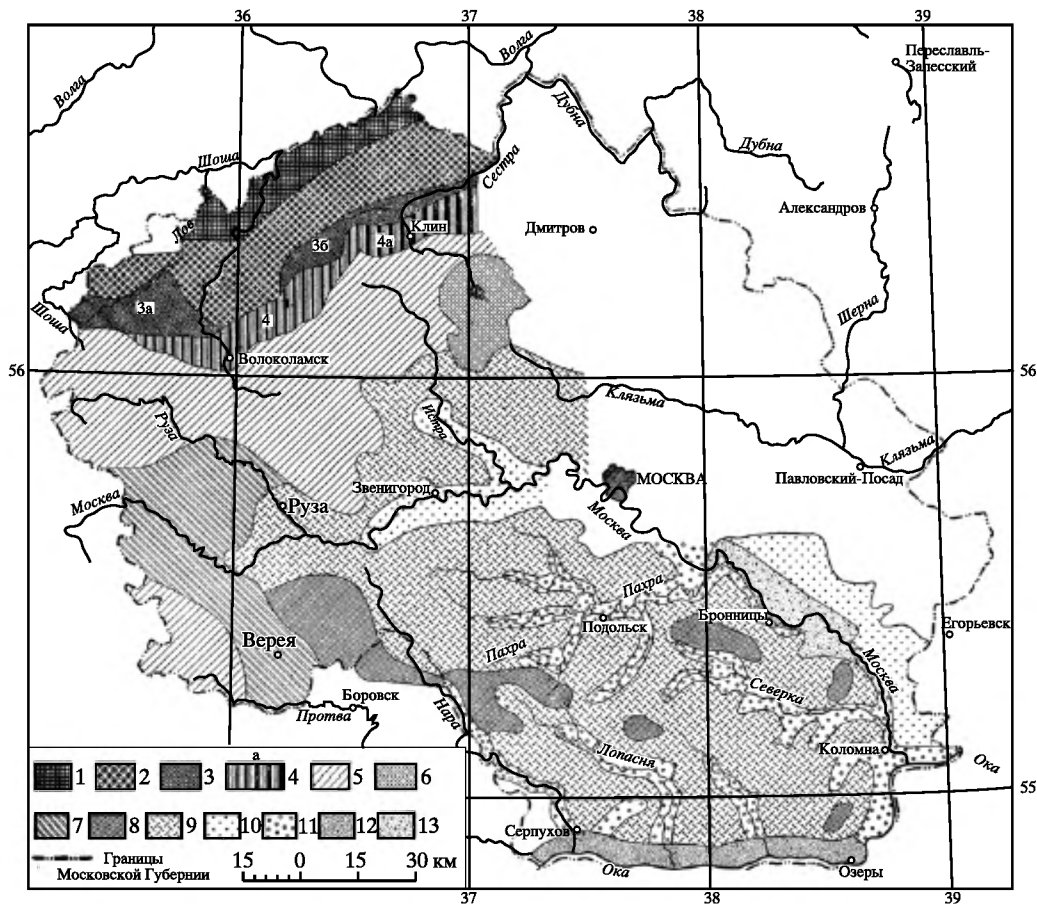 36 37 38 39
Волга
Волга
Переславль-
Залесский
Дубна
Дубна
Шоша
Сестра
Александров
Лов
Клин
Дмитров
3б
4а
3а
Шоша
4
Шерна
Волоколамск
56 56
Клязьма
Руза
Истра
Клязьма
МОСКВА
Павловский-Посад
Звенигород
Москва
Руза
Москва
Пахра
Бронницы
Егорьевск
Подольск
Верея
Пахра
Москва
Северка
Боровск
Протва
Нара
Лопасня
Коломна
Ока
а
1 2 3 4 5 6
55
7 8 9 10 11 12 13
Серпухов
Границы
Московской Губернии
15 0 15 30 км
Ока
Озеры
37 38 39